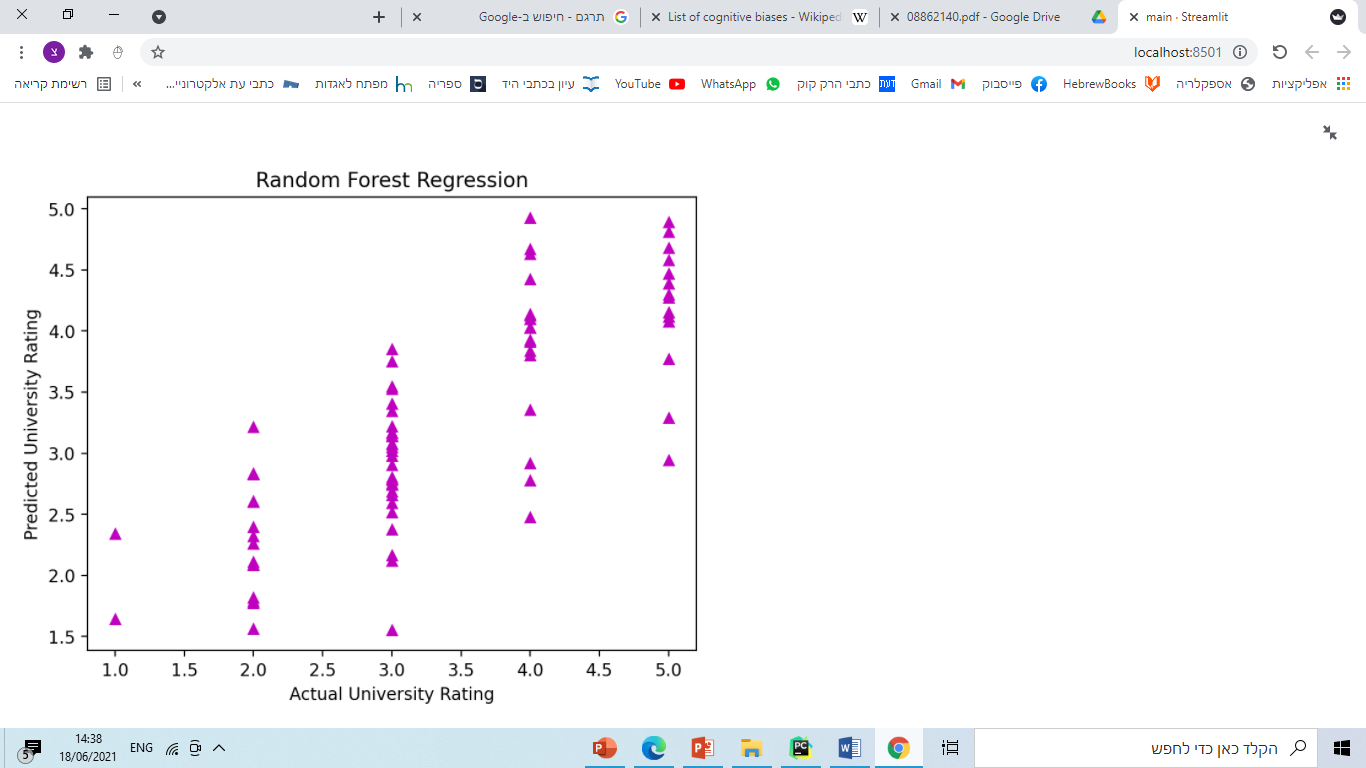 main · Streamlit
08862140.pdf - Google Drive
List of cognitive biases - Wikiped
תרגם - חיפוש ב-Google
localhost:8501
אפליקציות
אספקלריה
HebrewBooks
פייסבוק
Gmail
כתבי הרק קוק
WhatsApp
YouTube
עיון בכתבי היד
ספריה
מפתח לאגדות
כתבי עת אלקטרוניי...
רשימת קריאה
Random Forest Regression
Predicted University Rating
5.0
4.5
4.0
3.5
3.0
2.5
2.0
1.5
1.0 1.5 2.0 2.5 3.0 3.5 4.0 4.5 5.0
Actual University Rating
הקלד כאן כדי לחפש
ENG
14:38
18/06/2021
5